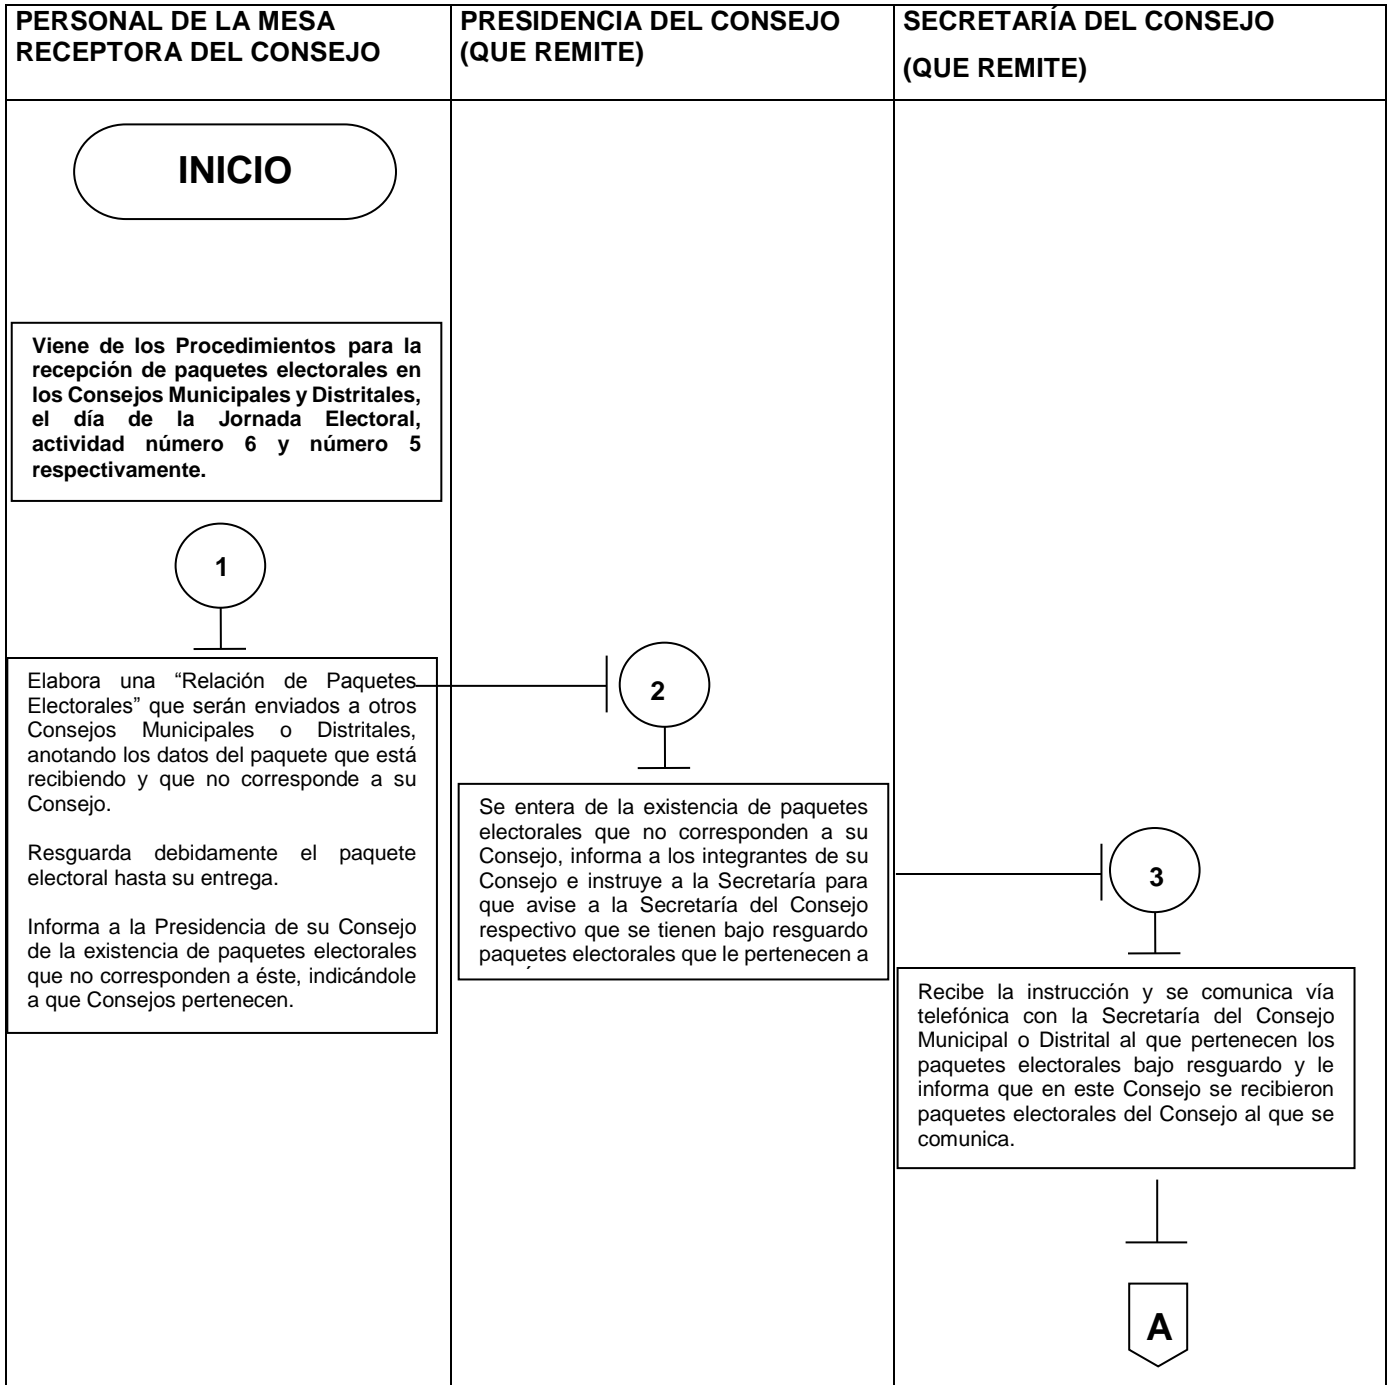 PERSONAL DE LA MESA
RECEPTORA DEL CONSEJO
PRESIDENCIA DEL CONSEJO
(QUE REMITE)
SECRETARÍA DEL CONSEJO
(QUE REMITE)
INICIO
Viene de los Procedimientos para la
recepción de paquetes electorales en
los Consejos Municipales y Distritales,
el día de la Jornada Electoral,
actividad número 6 y número 5
respectivamente.
1
Elabora una “Relación de Paquetes
Electorales” que serán enviados a otros
Consejos Municipales o Distritales,
anotando los datos del paquete que está
recibiendo y que no corresponde a su
Consejo.
Resguarda debidamente el paquete
electoral hasta su entrega.
Informa a la Presidencia de su Consejo
de la existencia de paquetes electorales
que no corresponden a éste, indicándole
a que Consejos pertenecen.
2
Se entera de la existencia de paquetes
electorales que no corresponden a su
Consejo, informa a los integrantes de su
Consejo e instruye a la Secretaría para
que avise a la Secretaría del Consejo
respectivo que se tienen bajo resguardo
paquetes electorales que le pertenecen a
3
Recibe la instrucción y se comunica vía
telefónica con la Secretaría del Consejo
Municipal o Distrital al que pertenecen los
paquetes electorales bajo resguardo y le
informa que en este Consejo se recibieron
paquetes electorales del Consejo al que se
comunica.
A